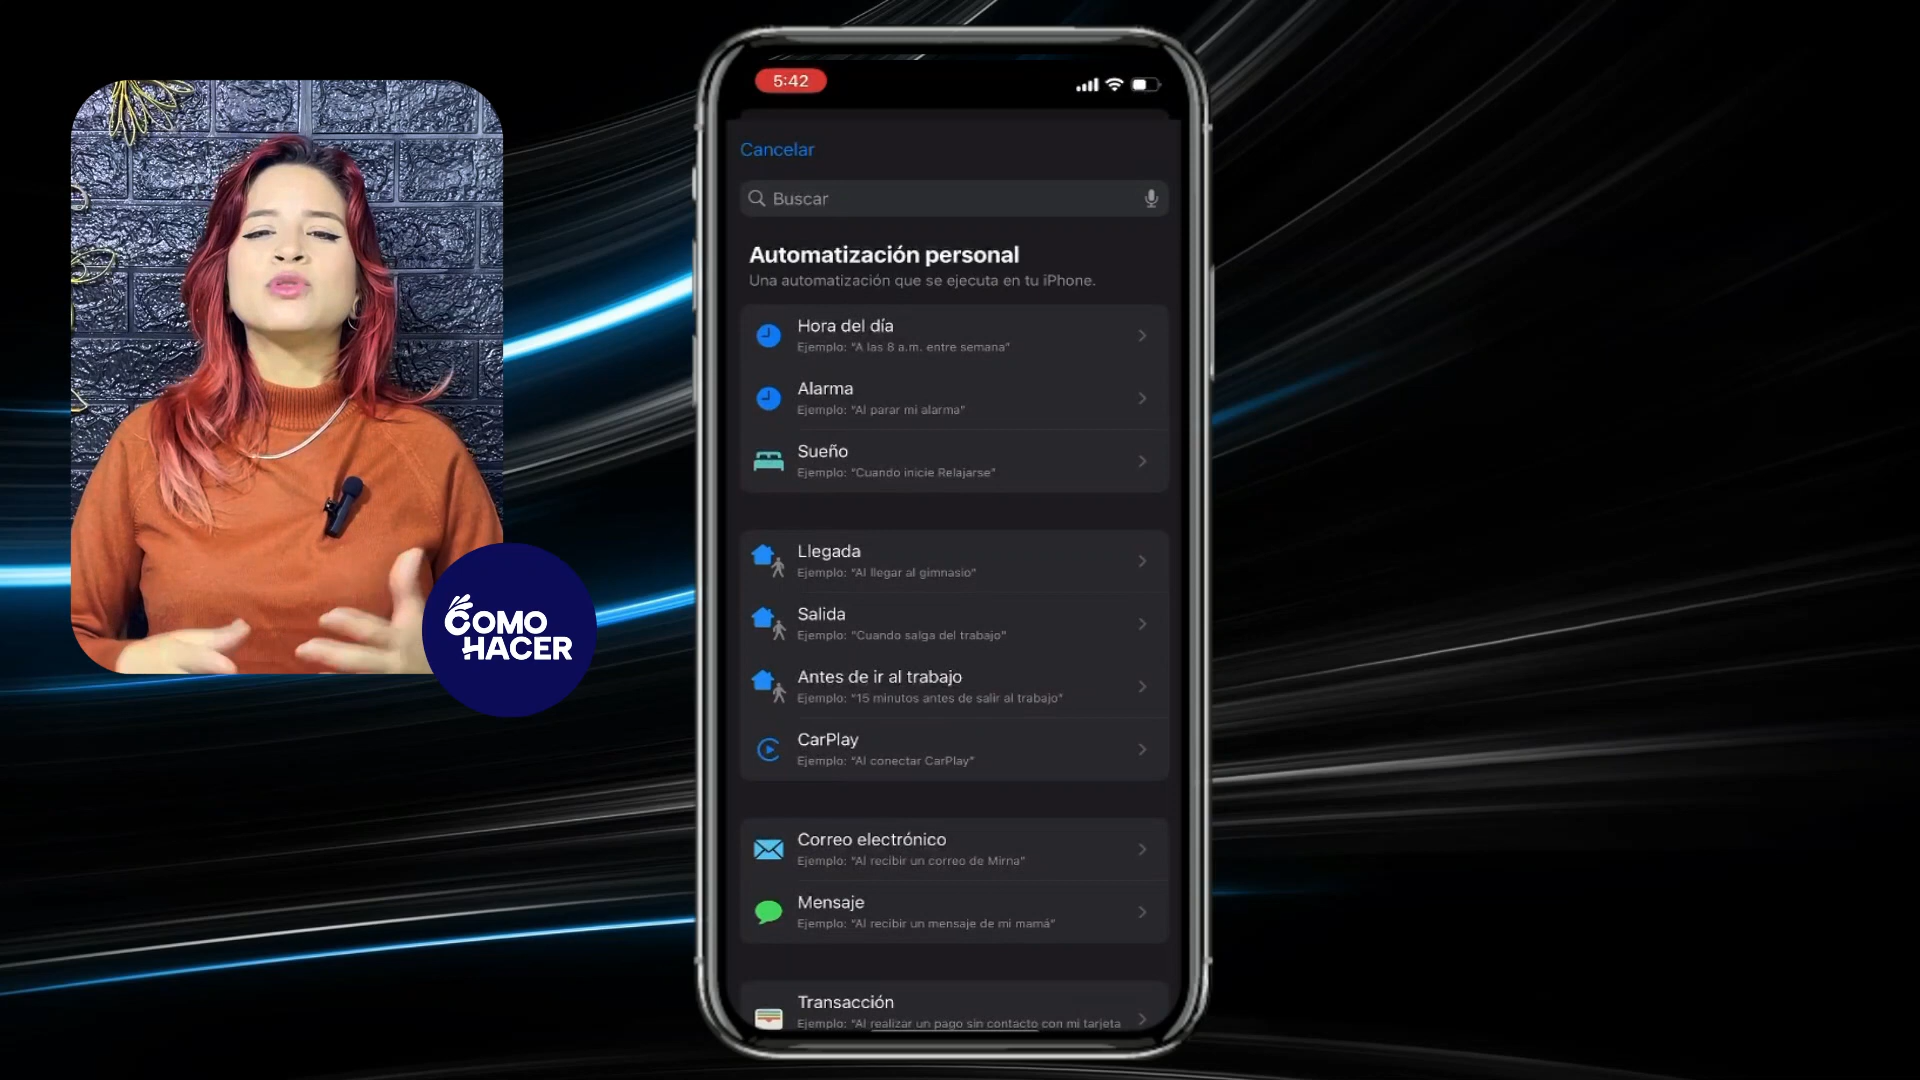 5:42
Cancelar
Buscar
Automatización personal
Una automatización que se ejecuta en tu iPhone.
Hora del día
Ejemplo: "A las 8 a.m. entre semana"
Alarma
Ejemplo: "Al parar mi alarma"
Sueño
Ejemplo: "Cuando inicie Relajarse"
Llegada
Ejemplo: "Al llegar al gimnasio"
Salida
Ejemplo: "Cuando salga del trabajo"
Antes de ir al trabajo
Ejemplo: "15 minutos antes de salir al trabajo"
CarPlay
Ejemplo: "Al conectar CarPlay"
Correo electrónico
Ejemplo: "Al recibir un correo de Mirna"
Mensaje
Ejemplo: "Al recibir un mensaje de mi mamá"
Transacción
Ejemplo: "Al realizar un pago sin contacto con mi tarjeta
COMO
HACER